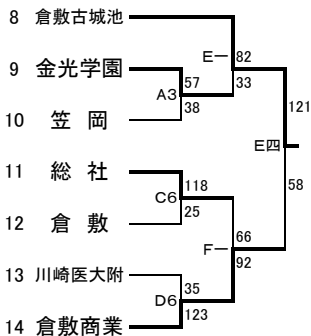 8 倉敷古城池
E一 82
9 金光学園
33
57
A3
38
121
10 笠岡
E四
11 総社
118
58
C6
25
12 倉敷
66
F一
92
13 川崎医大附
35
D6
123
14 倉敷商業